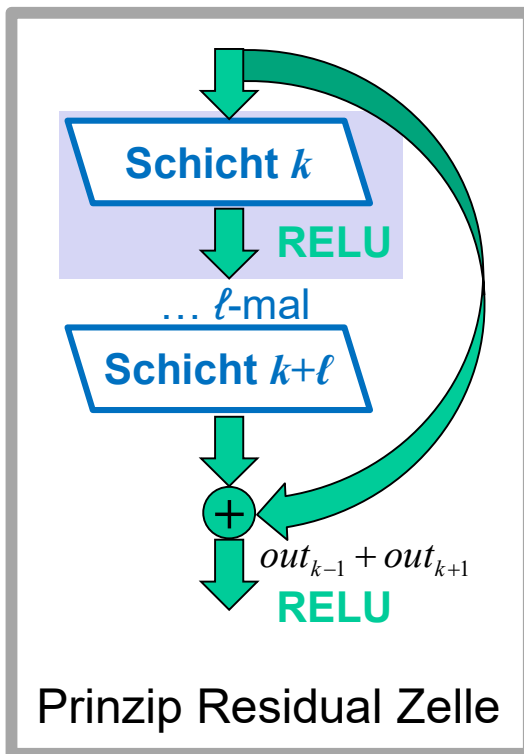 Schicht k
RELU
… ℓ-mal
Schicht k+ℓ
+
out_{k−1} + out_{k+1}
RELU
Prinzip Residual Zelle